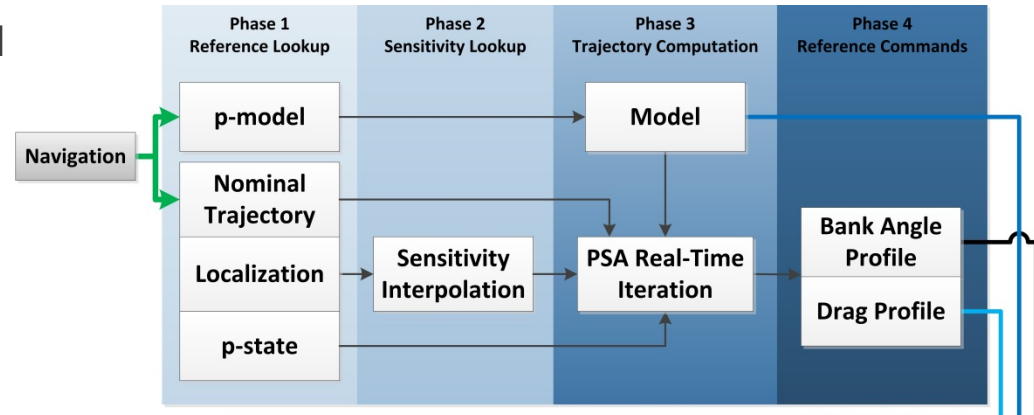 Phase 1
Reference Lookup
Phase 2
Sensitivity Lookup
Phase 3
Trajectory Computation
Phase 4
Reference Commands
p-model
Model
Navigation
Nominal
Trajectory
Localization
p-state
Sensitivity
Interpolation
PSA Real-Time
Iteration
Bank Angle
Profile
Drag Profile